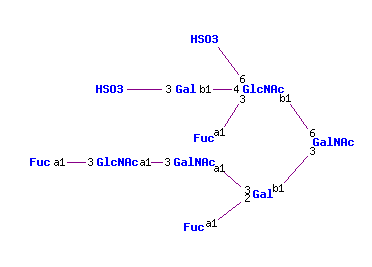 HSO3
6
HSO3 3 Gal b1 4 GlcNAc
3 b1
Fuc a1
6
GalNAc
3
Fuc a1 3 GlcNAc a1 3 GalNAc
a1
3 Gal b1
2
Fuc a1